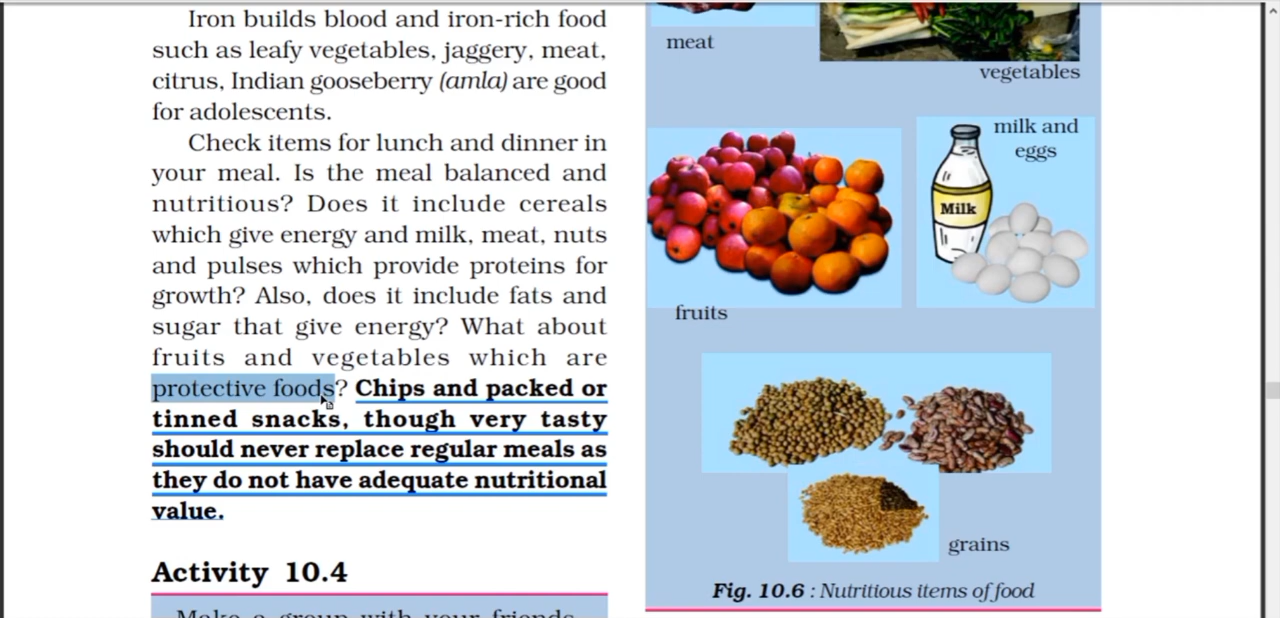 Iron builds blood and iron-rich food
such as leafy vegetables, jaggery, meat,
citrus, Indian gooseberry (amla) are good
for adolescents.
Check items for lunch and dinner in
your meal. Is the meal balanced and
nutritious? Does it include cereals
which give energy and milk, meat, nuts
and pulses which provide proteins for
growth? Also, does it include fats and
sugar that give energy? What about
fruits and vegetables which are
protective foods? Chips and packed or
tinned snacks, though very tasty
should never replace regular meals as
they do not have adequate nutritional
value.
Activity 10.4
Make a group with your friends
meat
vegetables
milk and
eggs
Milk
fruits
grains
Fig. 10.6 : Nutritious items of food